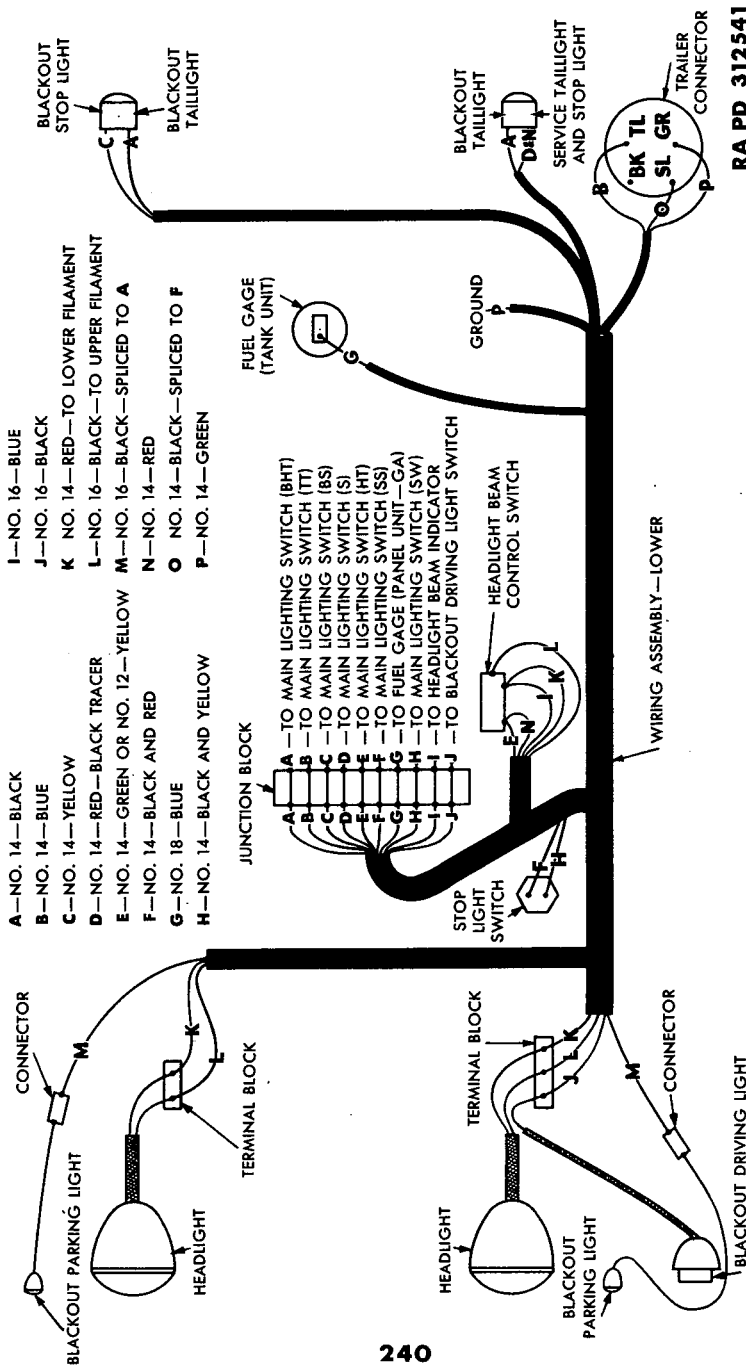 A—NO. 14—BLACK
B—NO. 14—BLUE
C—NO. 14—YELLOW
D—NO. 14—RED—BLACK TRACER
E—NO. 14—GREEN OR NO. 12—YELLOW
F—NO. 14—BLACK AND RED
G—NO. 18—BLUE
H—NO. 14—BLACK AND YELLOW
I—NO. 16—BLUE
J—NO. 16—BLACK
K NO. 14—RED—TO LOWER FILAMENT
L—NO. 16—BLACK—TO UPPER FILAMENT
M—NO. 16—BLACK—SPLICED TO A
N—NO. 14—RED
O NO. 14—BLACK—SPLICED TO F
P—NO. 14—GREEN
BLACKOUT PARKING LIGHT
CONNECTOR
M
K
L
HEADLIGHT
TERMINAL BLOCK
JUNCTION BLOCK
A A—TO MAIN LIGHTING SWITCH (BHT)
B B—TO MAIN LIGHTING SWITCH (TT)
C C—TO MAIN LIGHTING SWITCH (BS)
D D—TO MAIN LIGHTING SWITCH (S)
E E—TO MAIN LIGHTING SWITCH (HT)
F F—TO MAIN LIGHTING SWITCH (SS)
G G—TO FUEL GAGE (PANEL UNIT—GA)
H H—TO MAIN LIGHTING SWITCH (SW)
I I—TO HEADLIGHT BEAM INDICATOR
J J—TO BLACKOUT DRIVING LIGHT SWITCH
BLACKOUT
STOP LIGHT
C
A
BLACKOUT
TAILLIGHT
FUEL GAGE
(TANK UNIT)
G
GROUND
P
BLACKOUT
TAILLIGHT
A
D&N
SERVICE TAILLIGHT
AND STOP LIGHT
B
BK TL
SL GR
O
P
TRAILER
CONNECTOR
HEADLIGHT BEAM
CONTROL SWITCH
E
N
I
K
L
STOP
LIGHT
SWITCH
F
H
WIRING ASSEMBLY—LOWER
HEADLIGHT
TERMINAL BLOCK
K
L
J
M
CONNECTOR
BLACKOUT
PARKING LIGHT
BLACKOUT DRIVING LIGHT
RA PD 312541
240